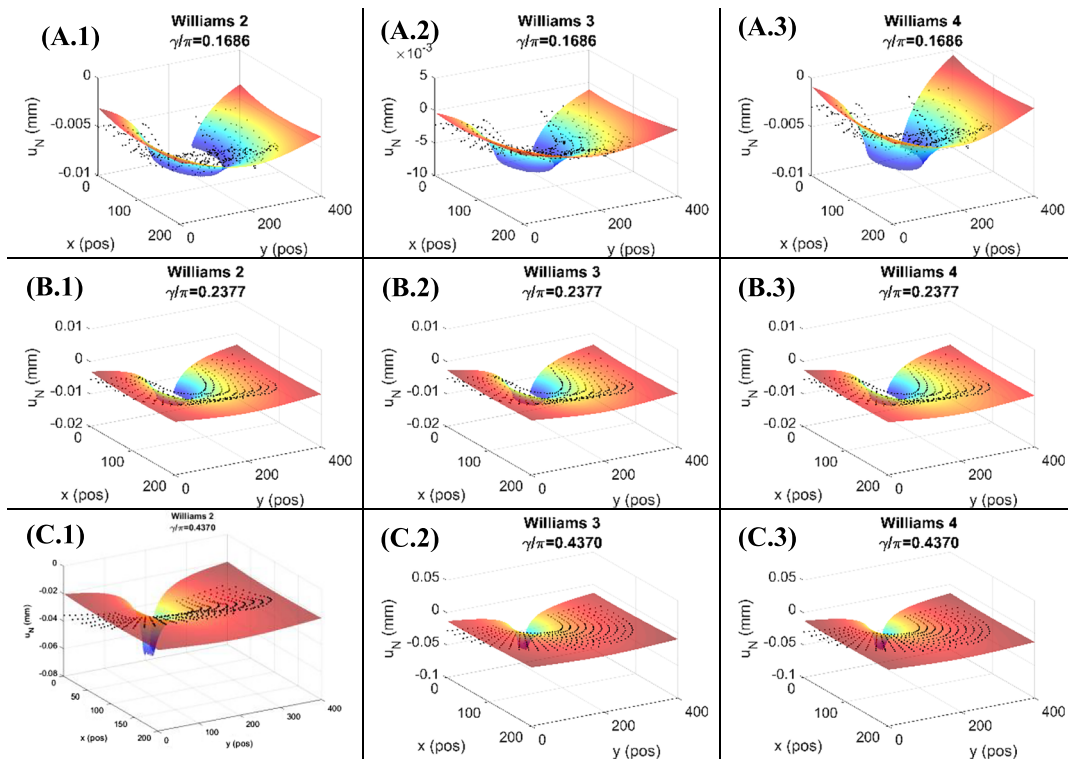 (A.1)
Williams 2
γ/π=0.1686
0
-0.005
-0.01
u_N (mm)
0
100
200
x (pos)
0
200
400
y (pos)
(A.2)
Williams 3
γ/π=0.1686
×10⁻³
5
0
-5
-10
u_N (mm)
0
100
200
x (pos)
0
200
400
y (pos)
(A.3)
Williams 4
γ/π=0.1686
0
-0.005
-0.01
u_N (mm)
0
100
200
x (pos)
0
200
400
y (pos)
(B.1)
Williams 2
γ/π=0.2377
0.01
0
-0.01
-0.02
u_N (mm)
0
100
200
x (pos)
0
200
400
y (pos)
(B.2)
Williams 3
γ/π=0.2377
0.01
0
-0.01
-0.02
u_N (mm)
0
100
200
x (pos)
0
200
400
y (pos)
(B.3)
Williams 4
γ/π=0.2377
0.01
0
-0.01
-0.02
u_N (mm)
0
100
200
x (pos)
0
200
400
y (pos)
(C.1)
Williams 2
γ/π=0.4370
0
-0.02
-0.04
-0.06
-0.08
u_N (mm)
0
50
100
150
200
x (pos)
0
100
200
300
400
y (pos)
(C.2)
Williams 3
γ/π=0.4370
0.05
0
-0.05
-0.1
u_N (mm)
0
100
200
x (pos)
0
200
400
y (pos)
(C.3)
Williams 4
γ/π=0.4370
0.05
0
-0.05
-0.1
u_N (mm)
0
100
200
x (pos)
0
200
400
y (pos)